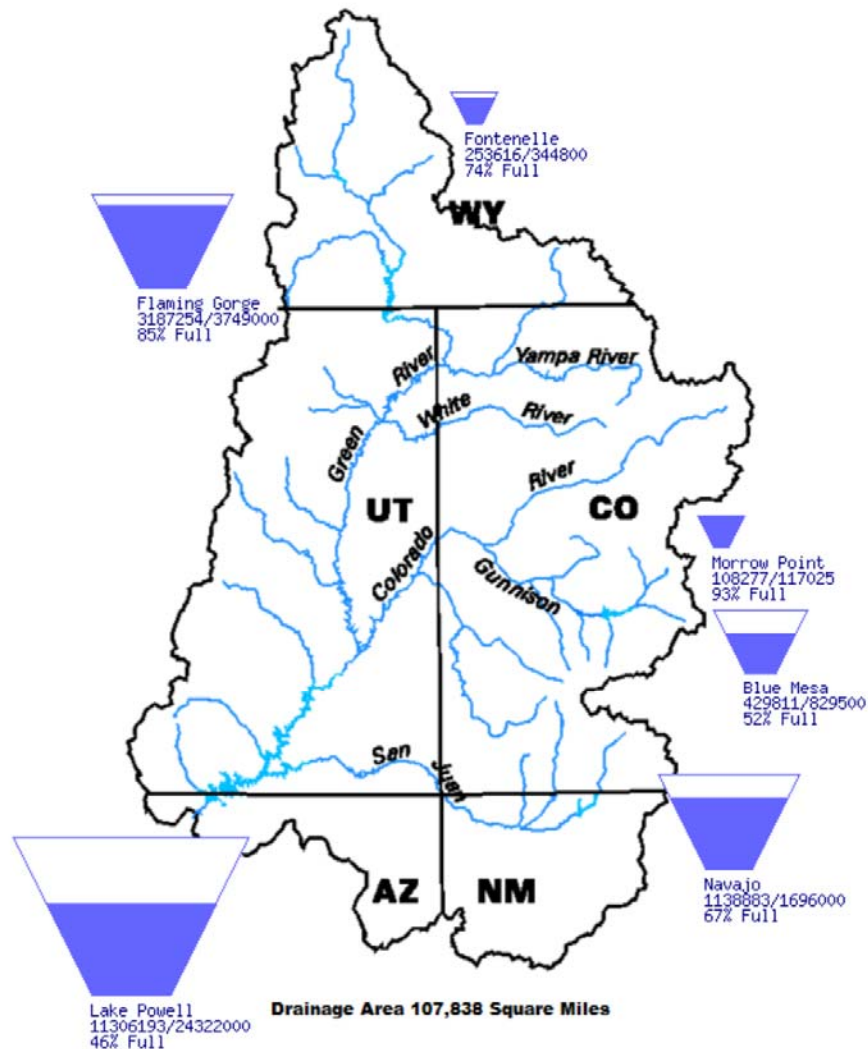 Fontenelle
253616/344800
74% Full
WY
Flaming Gorge
3187254/3749000
85% Full
Yampa River
Green River
White River
Colorado River
UT
CO
Gunnison
Morrow Point
108277/117025
93% Full
Blue Mesa
429811/829500
52% Full
San Juan
Navajo
1138883/1696000
67% Full
AZ
NM
Lake Powell
11306193/24322000
46% Full
Drainage Area 107,838 Square Miles